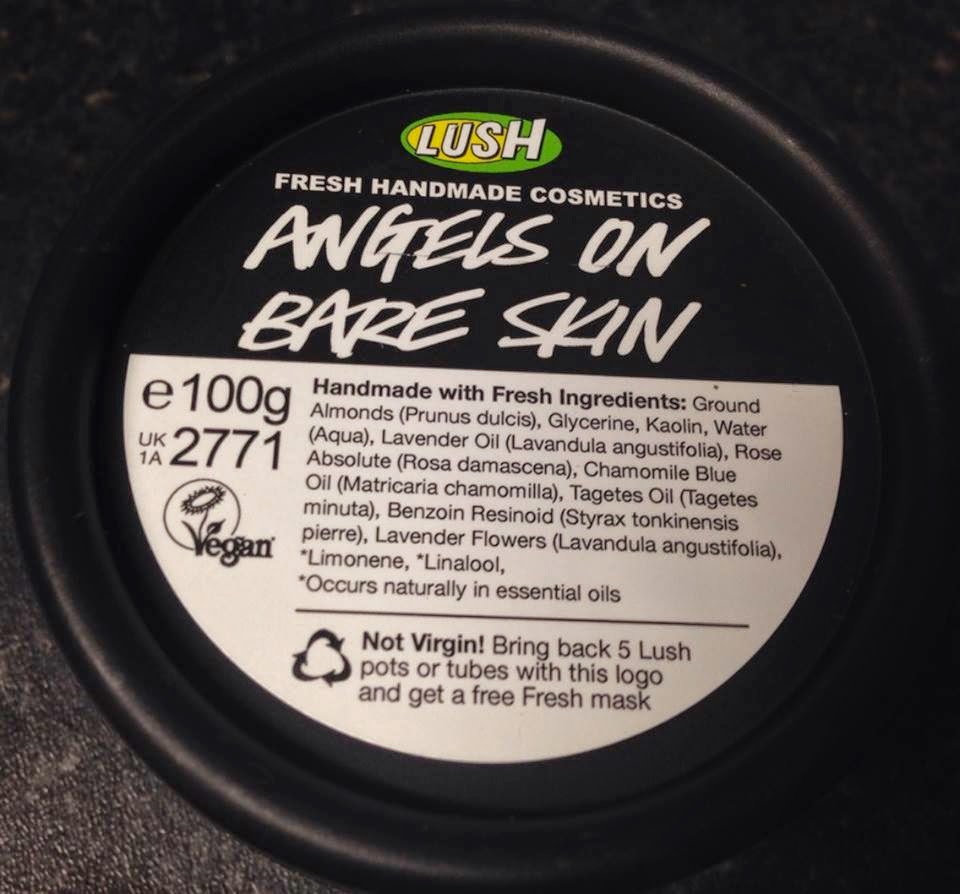 LUSH
FRESH HANDMADE COSMETICS
ANGELS ON
BARE SKIN
e 100g
UK
1A 2771
Vegan
Handmade with Fresh Ingredients: Ground
Almonds (Prunus dulcis), Glycerine, Kaolin, Water
(Aqua), Lavender Oil (Lavandula angustifolia), Rose
Absolute (Rosa damascena), Chamomile Blue
Oil (Matricaria chamomilla), Tagetes Oil (Tagetes
minuta), Benzoin Resinoid (Styrax tonkinensis
pierre), Lavender Flowers (Lavandula angustifolia),
*Limonene, *Linalool,
*Occurs naturally in essential oils
Not Virgin! Bring back 5 Lush
pots or tubes with this logo
and get a free Fresh mask